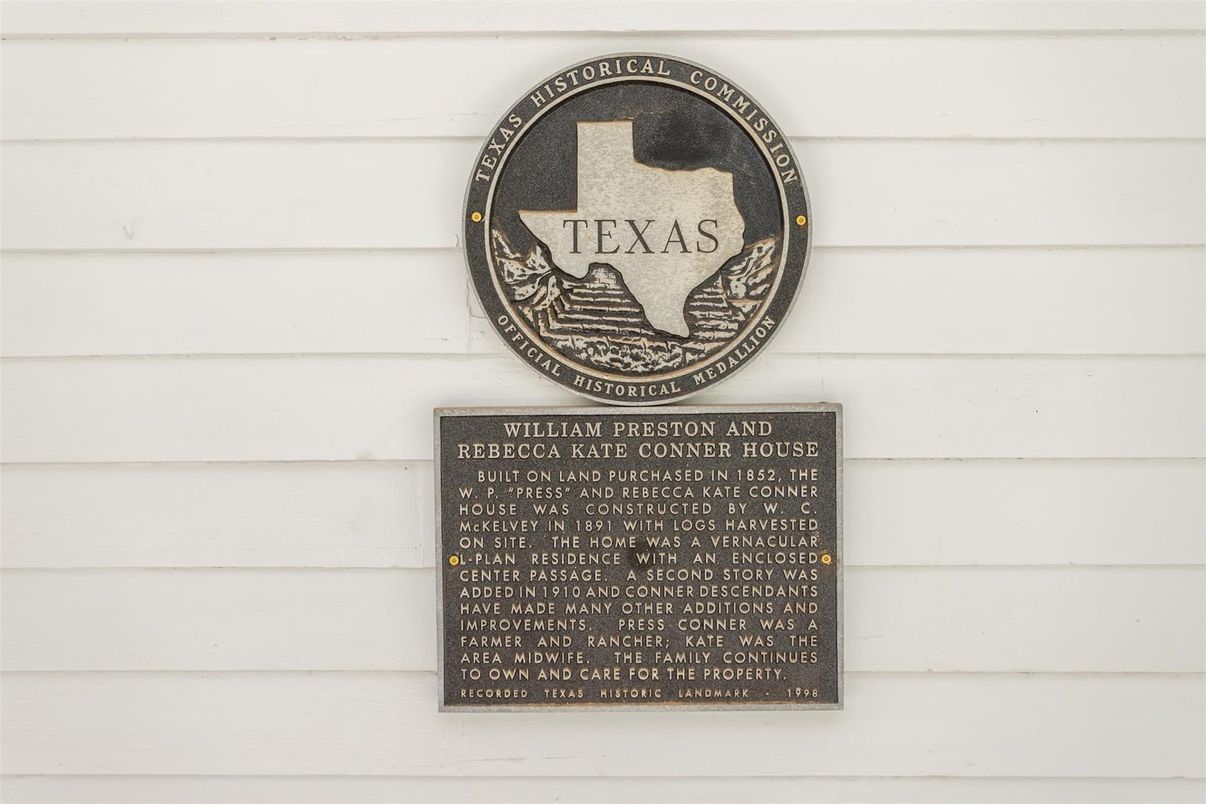 TEXAS HISTORICAL COMMISSION
TEXAS
OFFICIAL HISTORICAL MEDALLION
WILLIAM PRESTON AND
REBECCA KATE CONNER HOUSE
BUILT ON LAND PURCHASED IN 1852, THE
W. P. "PRESS" AND REBECCA KATE CONNER
HOUSE WAS CONSTRUCTED BY W. C.
McKELVEY IN 1891 WITH LOGS HARVESTED
ON SITE. THE HOME WAS A VERNACULAR
L-PLAN RESIDENCE WITH AN ENCLOSED
CENTER PASSAGE. A SECOND STORY WAS
ADDED IN 1910 AND CONNER DESCENDANTS
HAVE MADE MANY OTHER ADDITIONS AND
IMPROVEMENTS. PRESS CONNER WAS A
FARMER AND RANCHER; KATE WAS THE
AREA MIDWIFE. THE FAMILY CONTINUES
TO OWN AND CARE FOR THE PROPERTY.
RECORDED TEXAS HISTORIC LANDMARK - 1998